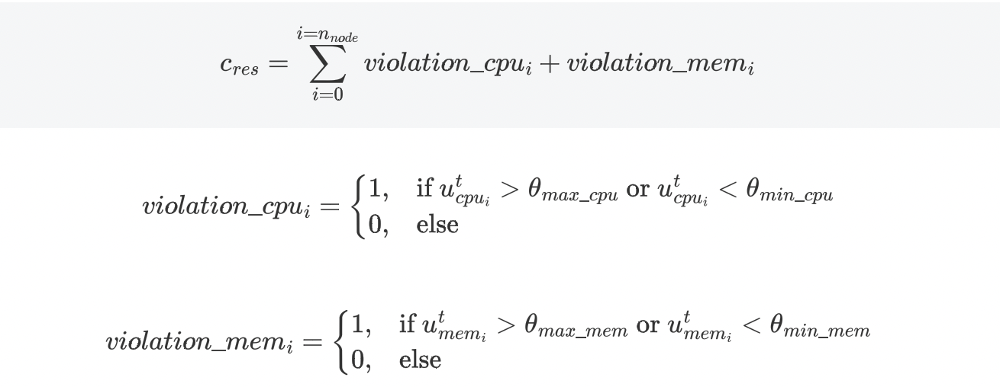 $c_{res} = \sum_{i=0}^{i=n_{node}} violation\_cpu_i + violation\_mem_i$
$violation\_cpu_i = \begin{cases} 1, & \text{if } u^t_{cpu_i} > \theta_{max\_cpu} \text{ or } u^t_{cpu_i} < \theta_{min\_cpu} \\ 0, & \text{else} \end{cases}$
$violation\_mem_i = \begin{cases} 1, & \text{if } u^t_{mem_i} > \theta_{max\_mem} \text{ or } u^t_{mem_i} < \theta_{min\_mem} \\ 0, & \text{else} \end{cases}$